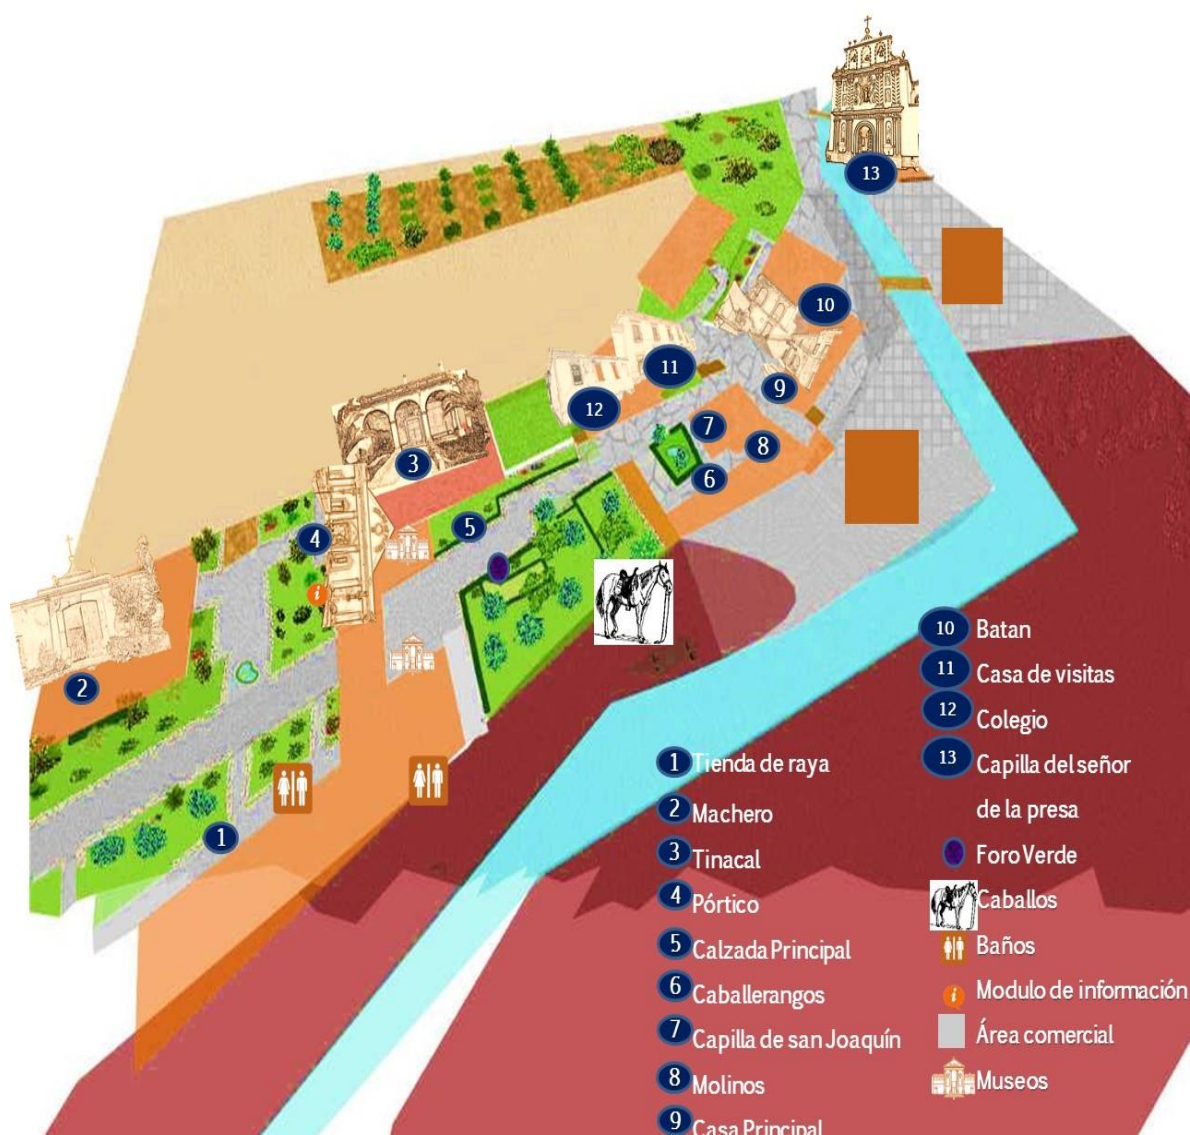 13
10
11
9
12
7
8
3
6
5
4
i
2
1
1 Tienda de raya
2 Machero
3 Tinacal
4 Pórtico
5 Calzada Principal
6 Caballerangos
7 Capilla de san Joaquín
8 Molinos
9 Casa Principal
10 Batan
11 Casa de visitas
12 Colegio
13 Capilla del señor
de la presa
Foro Verde
Caballos
Baños
i Modulo de información
Área comercial
Museos